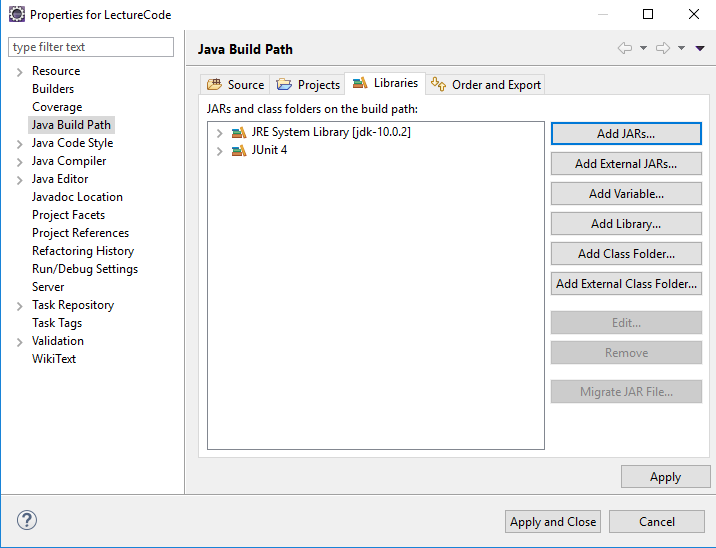 Properties for LectureCode
type filter text
Resource
Builders
Coverage
Java Build Path
Java Code Style
Java Compiler
Java Editor
Javadoc Location
Project Facets
Project References
Refactoring History
Run/Debug Settings
Server
Task Repository
Task Tags
Validation
WikiText
Java Build Path
Source Projects Libraries Order and Export
JARs and class folders on the build path:
JRE System Library [jdk-10.0.2]
JUnit 4
Add JARs...
Add External JARs...
Add Variable...
Add Library...
Add Class Folder...
Add External Class Folder...
Edit...
Remove
Migrate JAR File...
Apply
?
Apply and Close Cancel